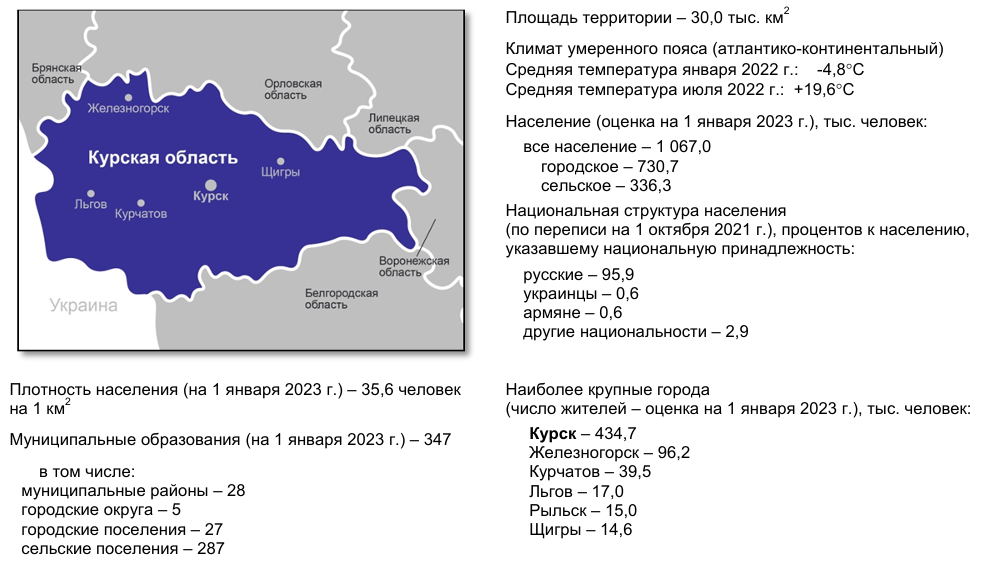 Брянская
область
Орловская
область
Липецкая
область
Железногорск
Курская область
Щигры
Курск
Льгов
Курчатов
Воронежская
область
Белгородская
область
Украина
Площадь территории – 30,0 тыс. км2
Климат умеренного пояса (атлантико-континентальный)
Средняя температура января 2022 г.: -4,8°С
Средняя температура июля 2022 г.: +19,6°С
Население (оценка на 1 января 2023 г.), тыс. человек:
все население – 1 067,0
городское – 730,7
сельское – 336,3
Национальная структура населения
(по переписи на 1 октября 2021 г.), процентов к населению,
указавшему национальную принадлежность:
русские – 95,9
украинцы – 0,6
армяне – 0,6
другие национальности – 2,9
Плотность населения (на 1 января 2023 г.) – 35,6 человек
на 1 км2
Муниципальные образования (на 1 января 2023 г.) – 347
в том числе:
муниципальные районы – 28
городские округа – 5
городские поселения – 27
сельские поселения – 287
Наиболее крупные города
(число жителей – оценка на 1 января 2023 г.), тыс. человек:
Курск – 434,7
Железногорск – 96,2
Курчатов – 39,5
Льгов – 17,0
Рыльск – 15,0
Щигры – 14,6